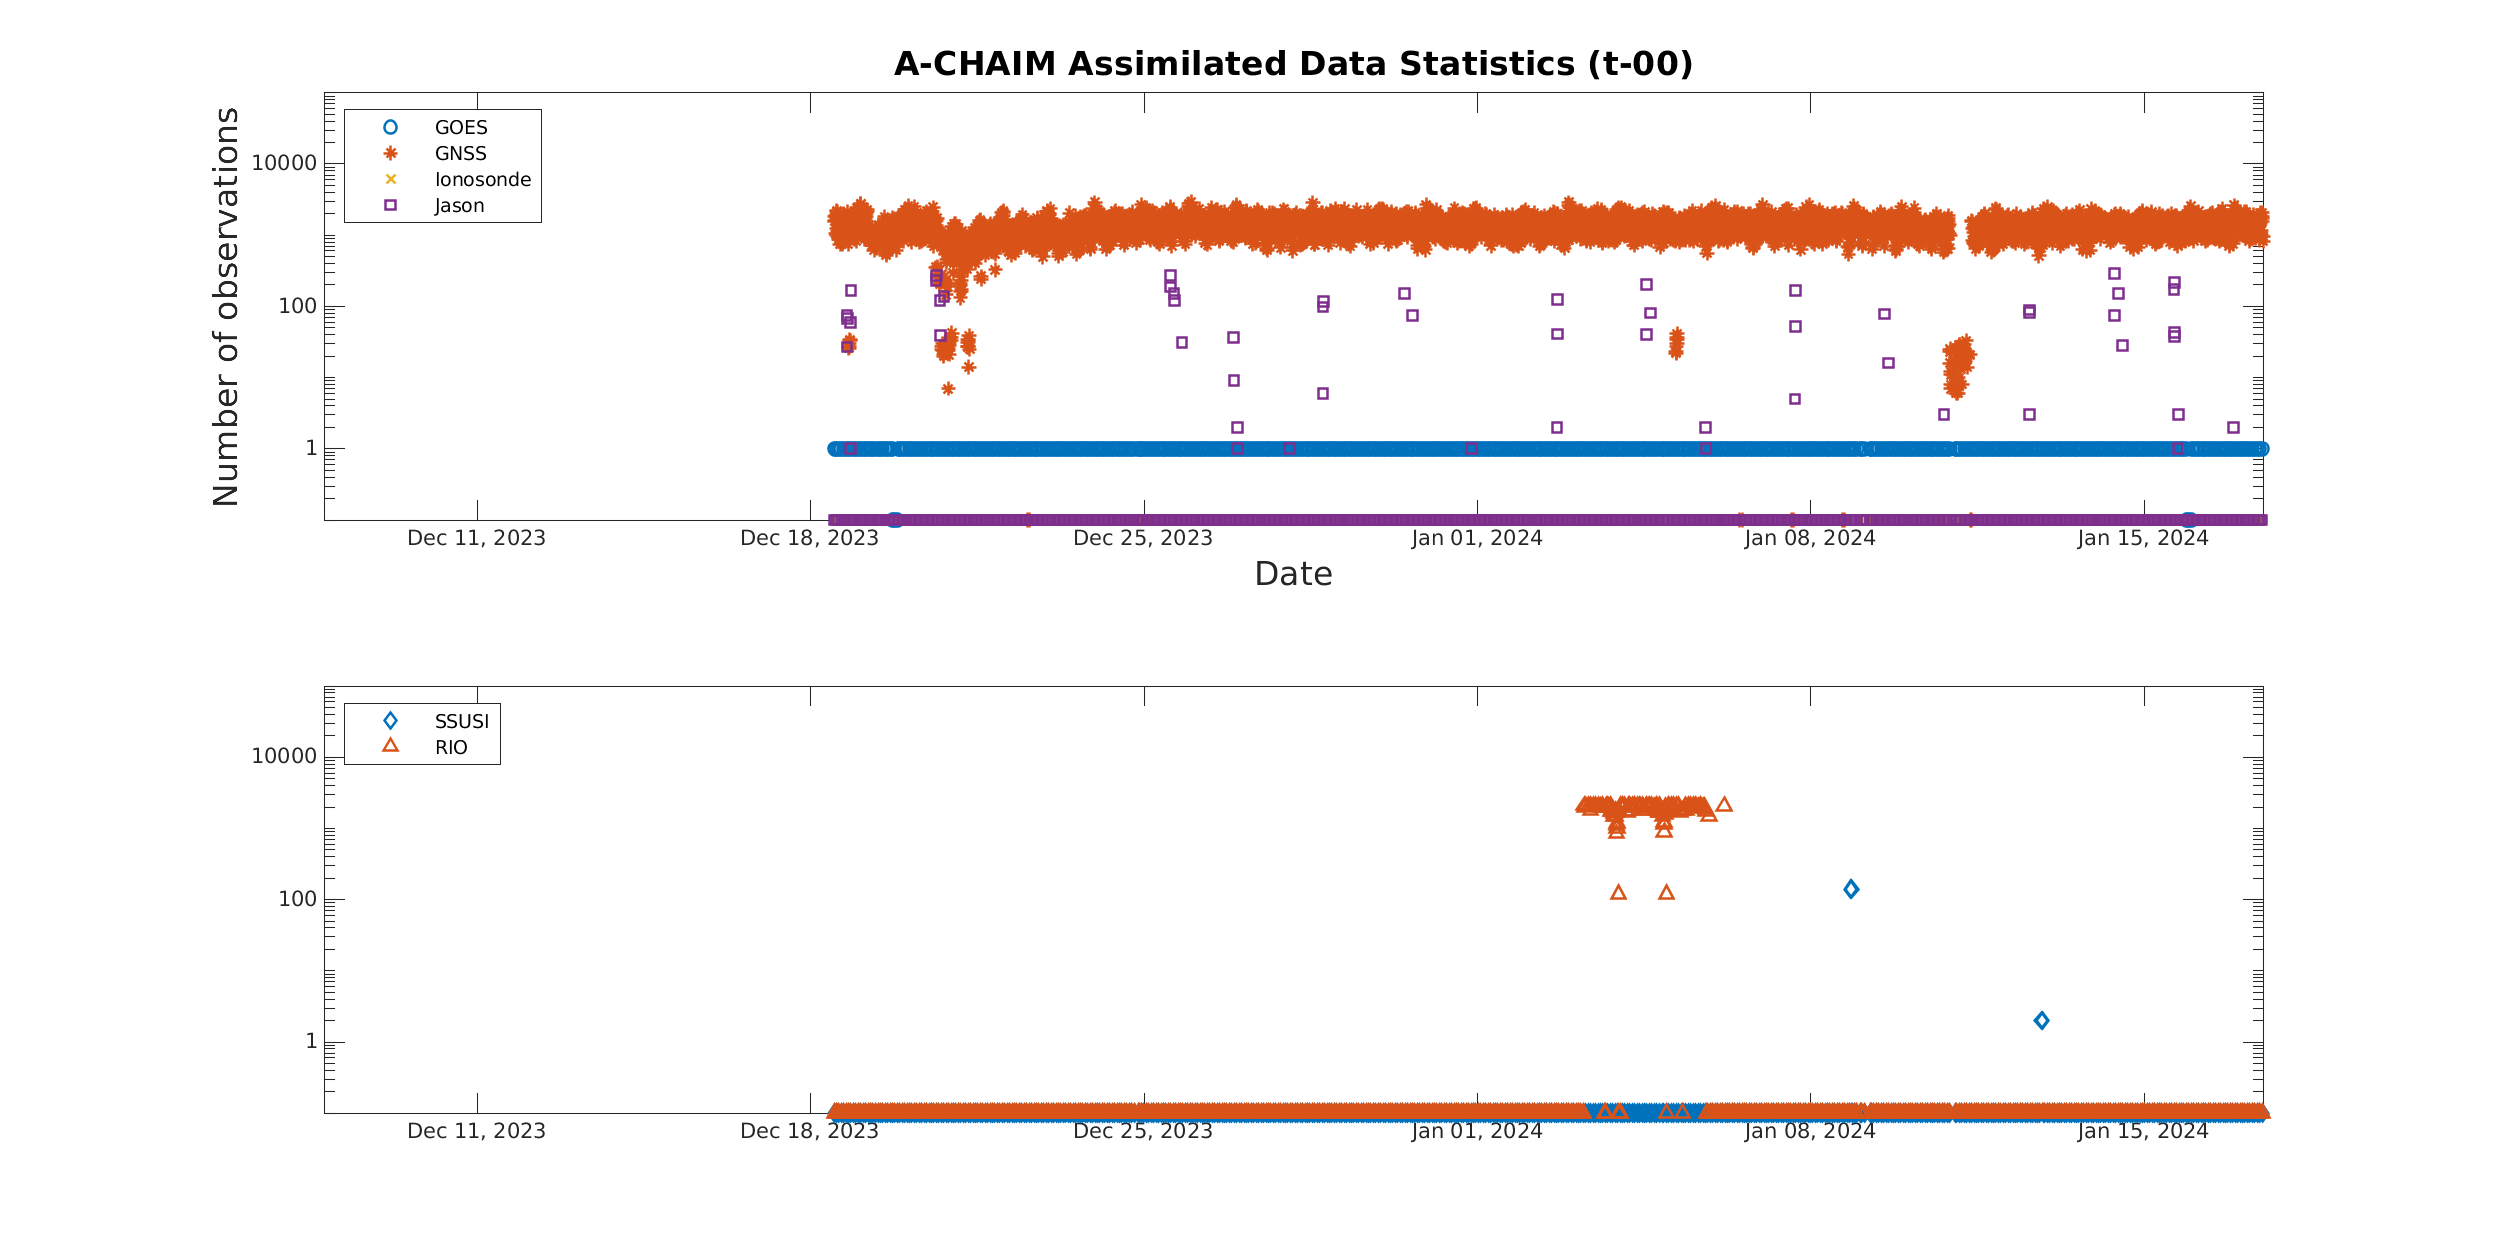 A-CHAIM Assimilated Data Statistics (t-00)
Number of observations
GOES
GNSS
Ionosonde
Jason
10000
100
1
Dec 11, 2023 Dec 18, 2023 Dec 25, 2023 Jan 01, 2024 Jan 08, 2024 Jan 15, 2024
Date
SSUSI
RIO
10000
100
1
Dec 11, 2023 Dec 18, 2023 Dec 25, 2023 Jan 01, 2024 Jan 08, 2024 Jan 15, 2024